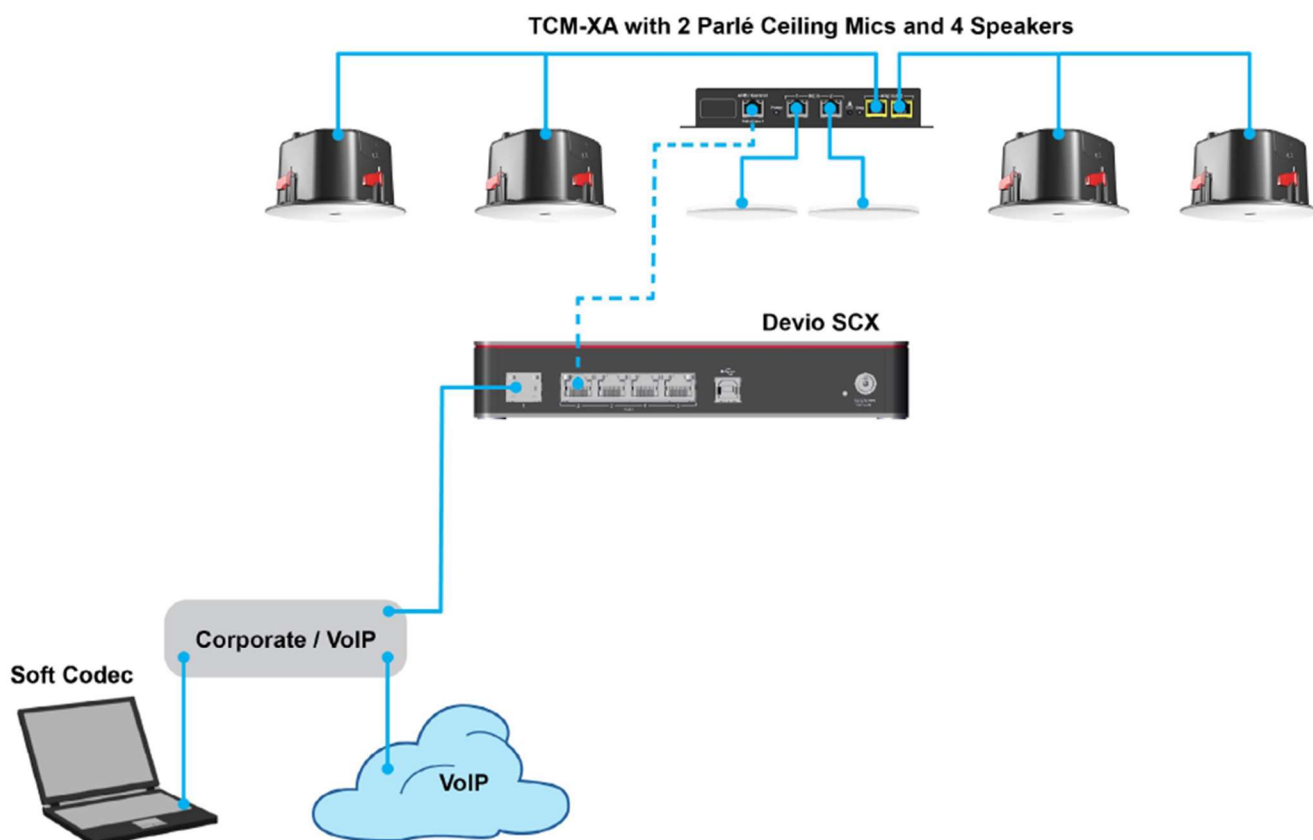 TCM-XA with 2 Parlé Ceiling Mics and 4 Speakers
Devio SCX
Corporate / VoIP
Soft Codec
VoIP